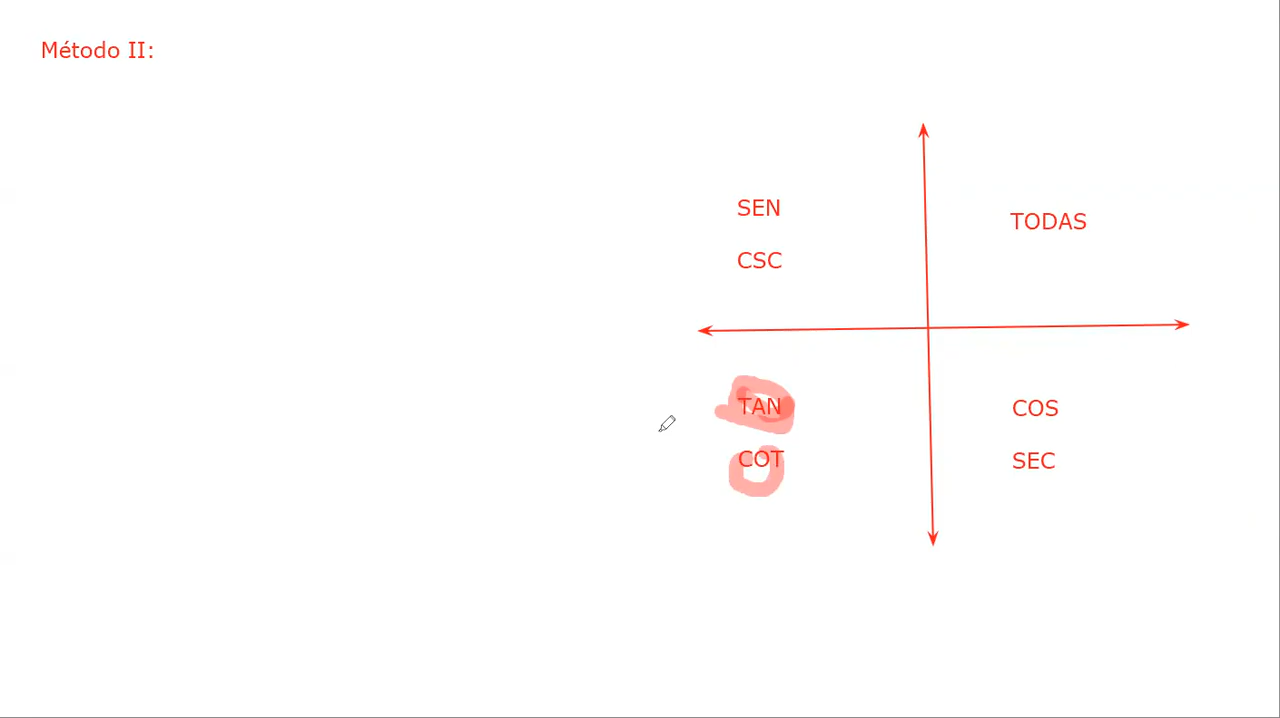 Método II:
SEN
CSC
TODAS
TAN
COT
COS
SEC